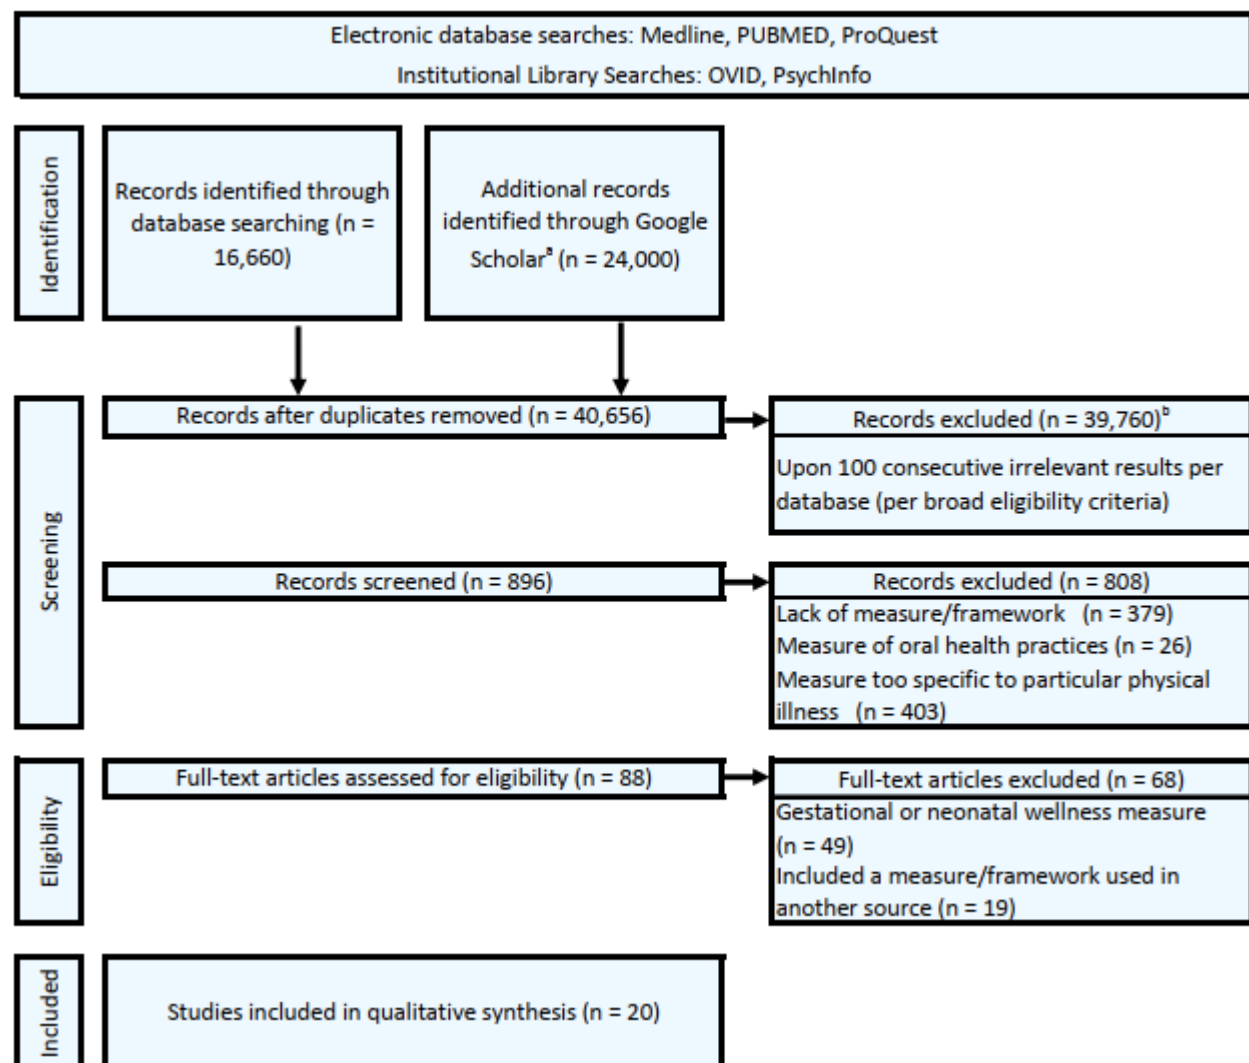 Electronic database searches: Medline, PUBMED, ProQuest
Institutional Library Searches: OVID, PsychInfo
Identification
Records identified through
database searching (n =
16,660)
Additional records
identified through Google
Scholarᵃ (n = 24,000)
Screening
Records after duplicates removed (n = 40,656)
Records excluded (n = 39,760)ᵇ
Upon 100 consecutive irrelevant results per
database (per broad eligibility criteria)
Records screened (n = 896)
Records excluded (n = 808)
Lack of measure/framework (n = 379)
Measure of oral health practices (n = 26)
Measure too specific to particular physical
illness (n = 403)
Eligibility
Full-text articles assessed for eligibility (n = 88)
Full-text articles excluded (n = 68)
Gestational or neonatal wellness measure
(n = 49)
Included a measure/framework used in
another source (n = 19)
Included
Studies included in qualitative synthesis (n = 20)